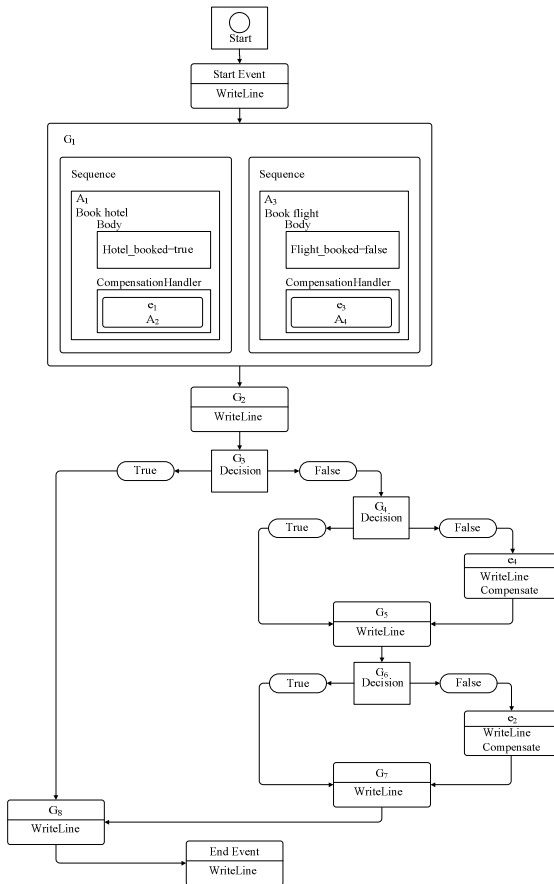 Start
Start Event
WriteLine
G₁
Sequence
A₁
Book hotel
Body
Hotel_booked=true
CompensationHandler
e₁
A₂
Sequence
A₃
Book flight
Body
Flight_booked=false
CompensationHandler
e₃
A₄
G₂
WriteLine
True
G₃
Decision
False
True
G₄
Decision
False
e₄
WriteLine
Compensate
G₅
WriteLine
True
G₆
Decision
False
e₂
WriteLine
Compensate
G₇
WriteLine
G₈
WriteLine
End Event
WriteLine